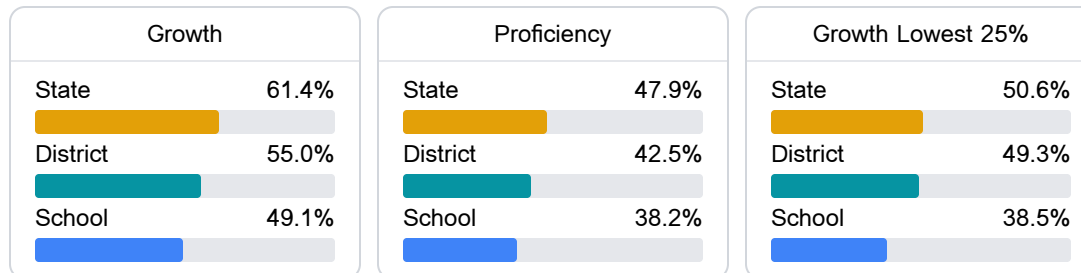 Growth
State 61.4%
District 55.0%
School 49.1%
Proficiency
State 47.9%
District 42.5%
School 38.2%
Growth Lowest 25%
State 50.6%
District 49.3%
School 38.5%